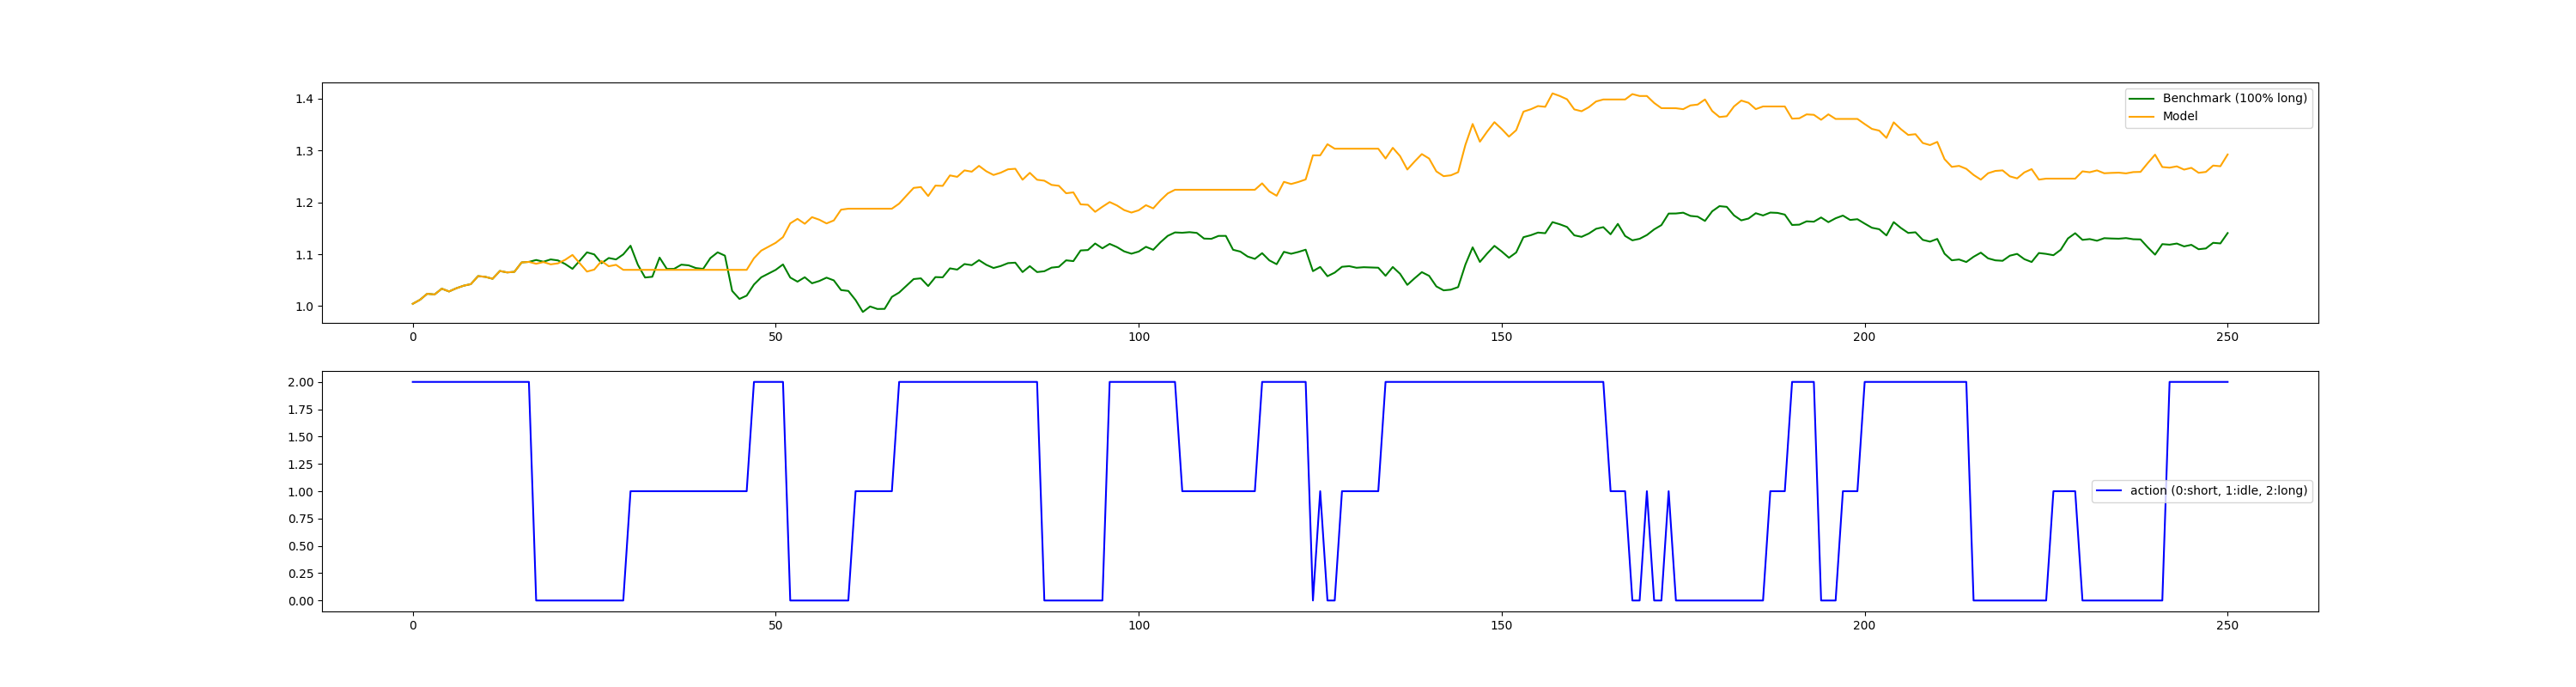 1.4
1.3
1.2
1.1
1.0
Benchmark (100% long)
Model
0 50 100 150 200 250
2.00
1.75
1.50
1.25
1.00
0.75
0.50
0.25
0.00
action (0:short, 1:idle, 2:long)
0 50 100 150 200 250